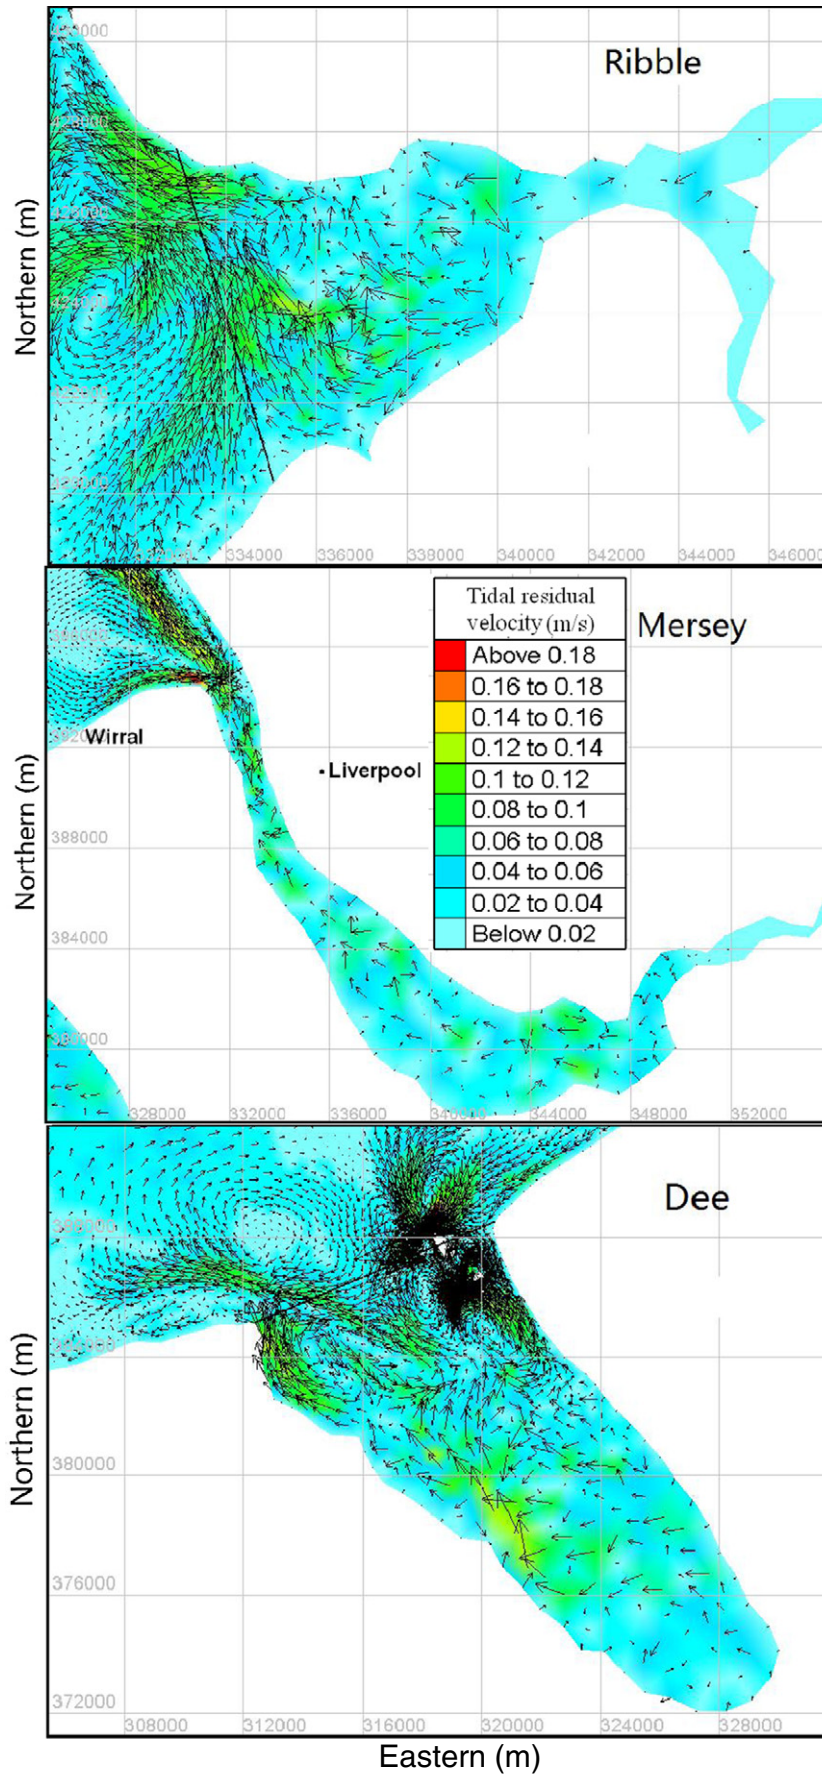 Ribble
Northern (m)
424000
334000
336000
338000
340000
342000
344000
346000
Mersey
Northern (m)
Tidal residual
velocity (m/s)
Above 0.18
0.16 to 0.18
0.14 to 0.16
0.12 to 0.14
0.1 to 0.12
0.08 to 0.1
0.06 to 0.08
0.04 to 0.06
0.02 to 0.04
Below 0.02
Wirral
Liverpool
388000
384000
380000
328000
332000
336000
340000
344000
348000
352000
Dee
Northern (m)
380000
376000
372000
308000
312000
316000
320000
324000
328000
Eastern (m)